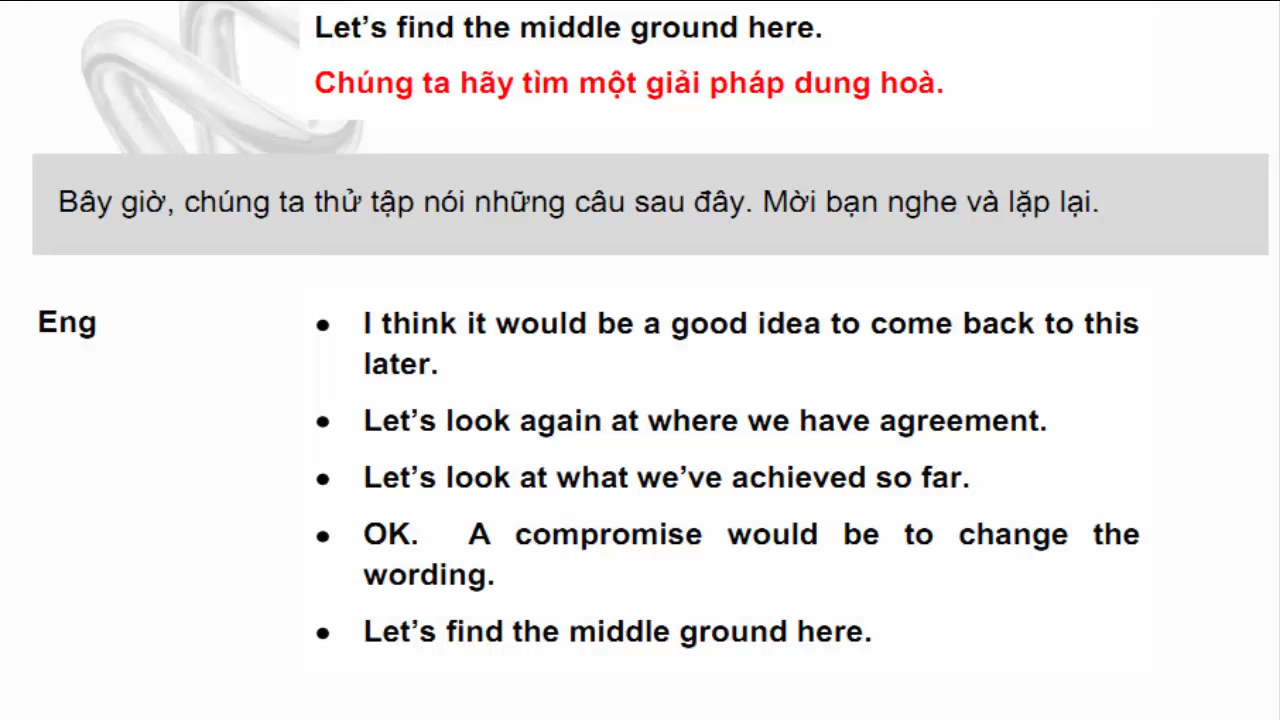 Let’s find the middle ground here.
Chúng ta hãy tìm một giải pháp dung hoà.
Bây giờ, chúng ta thử tập nói những câu sau đây. Mời bạn nghe và lặp lại.
Eng
• I think it would be a good idea to come back to this
later.
• Let’s look again at where we have agreement.
• Let’s look at what we’ve achieved so far.
• OK. A compromise would be to change the
wording.
• Let’s find the middle ground here.